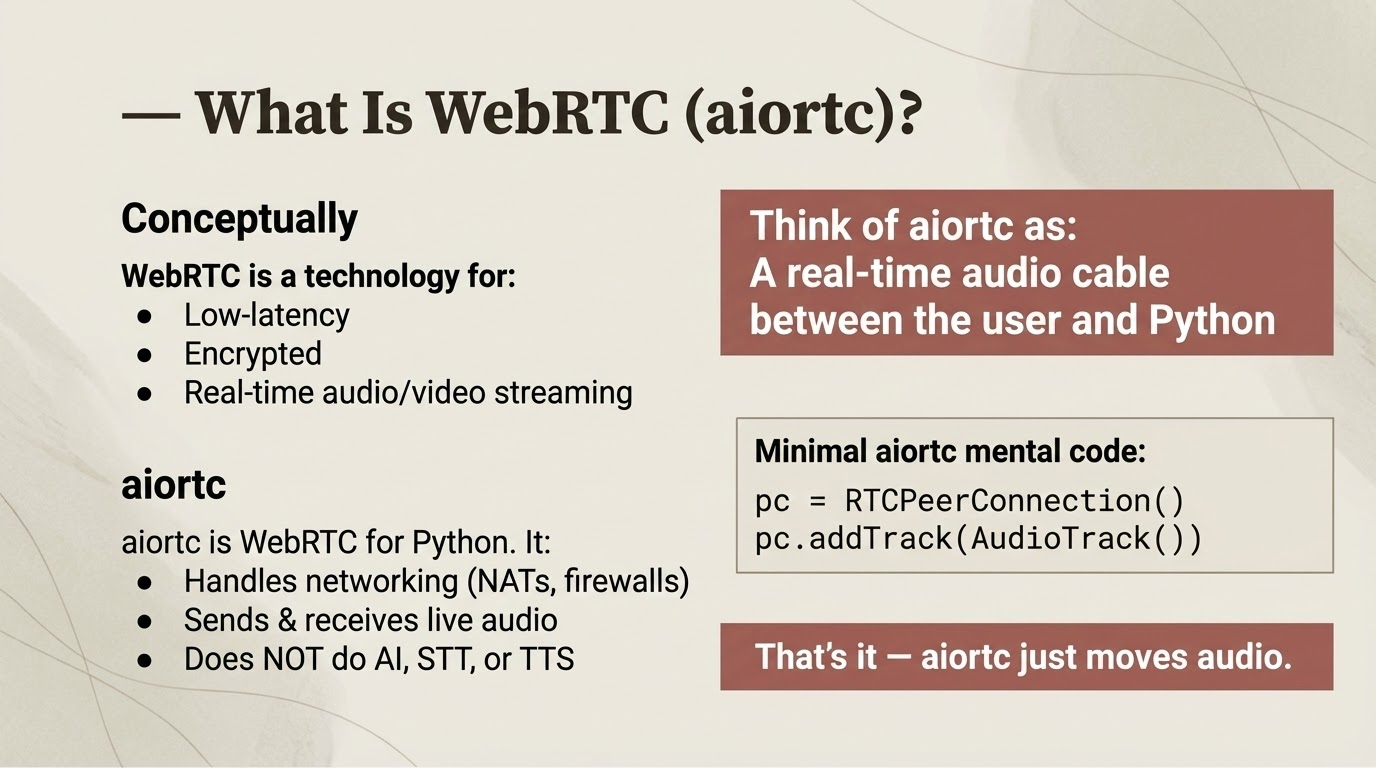 — What Is WebRTC (aiortc)?
Conceptually
WebRTC is a technology for:
● Low-latency
● Encrypted
● Real-time audio/video streaming
aiortc
aiortc is WebRTC for Python. It:
● Handles networking (NATs, firewalls)
● Sends & receives live audio
● Does NOT do AI, STT, or TTS
Think of aiortc as:
A real-time audio cable
between the user and Python
Minimal aiortc mental code:
pc = RTCPeerConnection()
pc.addTrack(AudioTrack())
That’s it — aiortc just moves audio.